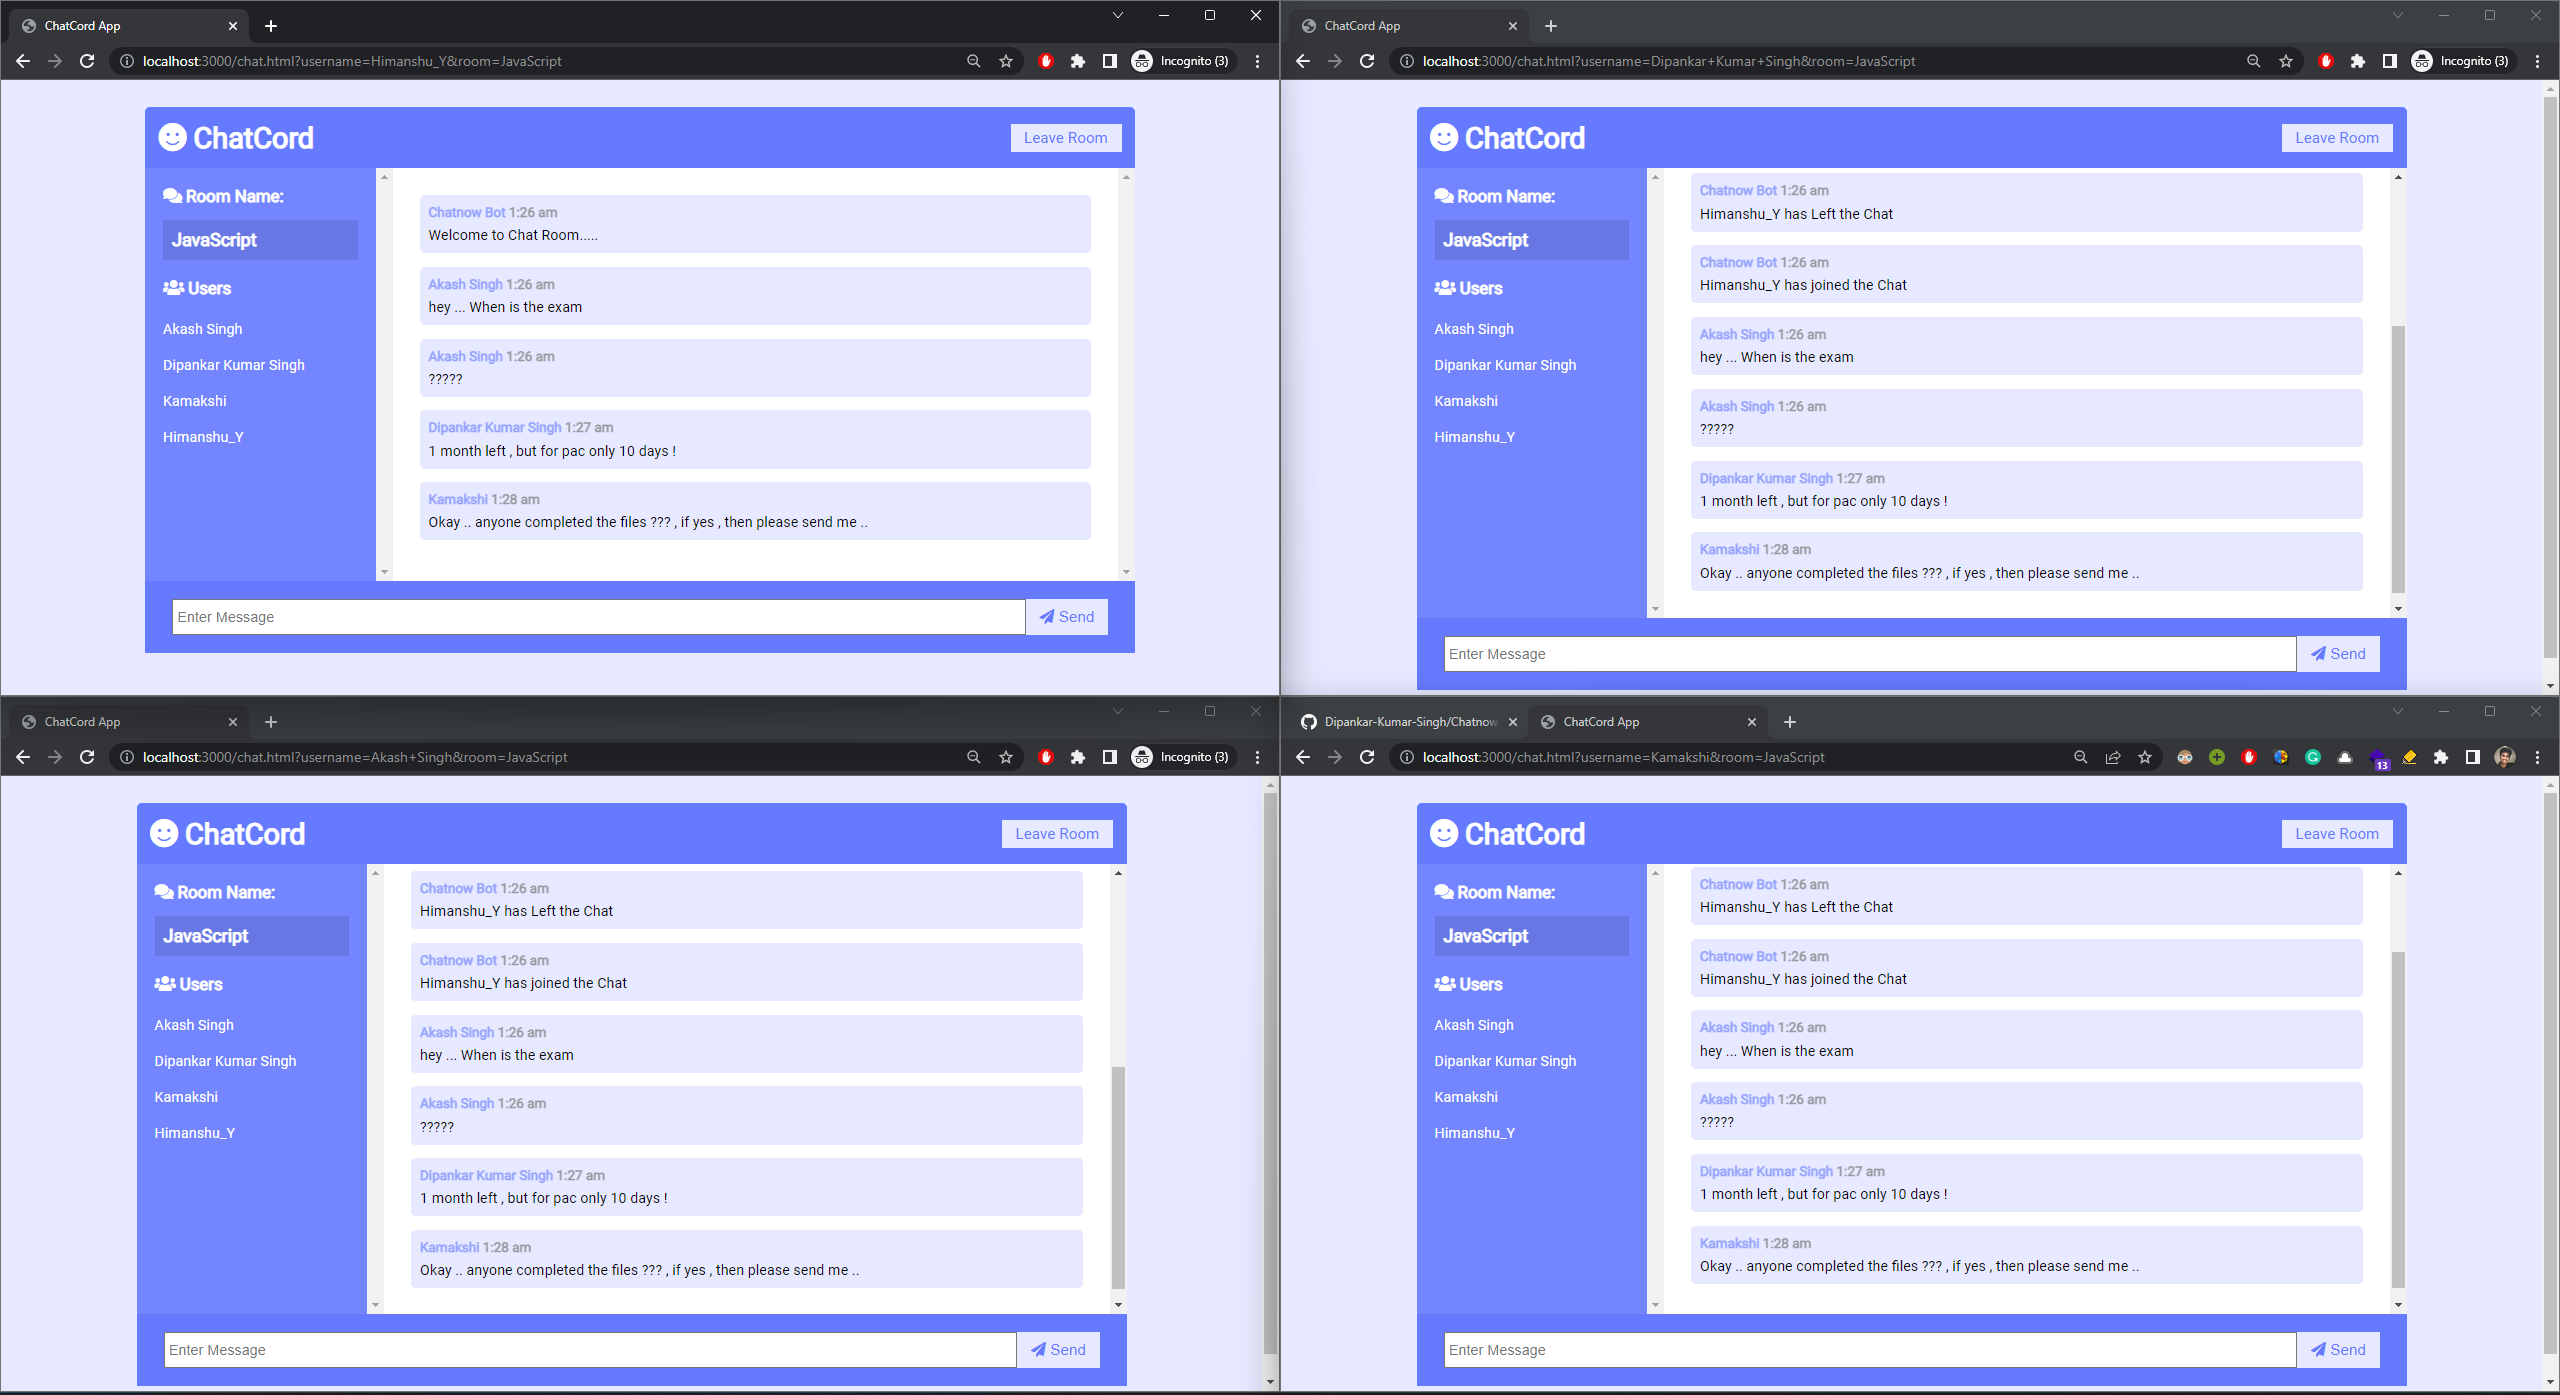 ChatCord App
localhost:3000/chat.html?username=Himanshu_Y&room=JavaScript
Incognito (3)
ChatCord
Leave Room
Room Name:
JavaScript
Users
Akash Singh
Dipankar Kumar Singh
Kamakshi
Himanshu_Y
Chatnow Bot 1:26 am
Welcome to Chat Room.....
Akash Singh 1:26 am
hey ... When is the exam
Akash Singh 1:26 am
?????
Dipankar Kumar Singh 1:27 am
1 month left , but for pac only 10 days !
Kamakshi 1:28 am
Okay .. anyone completed the files ??? , if yes , then please send me ..
Enter Message
Send
ChatCord App
localhost:3000/chat.html?username=Dipankar+Kumar+Singh&room=JavaScript
Incognito (3)
ChatCord
Leave Room
Room Name:
JavaScript
Users
Akash Singh
Dipankar Kumar Singh
Kamakshi
Himanshu_Y
Chatnow Bot 1:26 am
Himanshu_Y has Left the Chat
Chatnow Bot 1:26 am
Himanshu_Y has joined the Chat
Akash Singh 1:26 am
hey ... When is the exam
Akash Singh 1:26 am
?????
Dipankar Kumar Singh 1:27 am
1 month left , but for pac only 10 days !
Kamakshi 1:28 am
Okay .. anyone completed the files ??? , if yes , then please send me ..
Enter Message
Send
ChatCord App
localhost:3000/chat.html?username=Akash+Singh&room=JavaScript
Incognito (3)
ChatCord
Leave Room
Room Name:
JavaScript
Users
Akash Singh
Dipankar Kumar Singh
Kamakshi
Himanshu_Y
Chatnow Bot 1:26 am
Himanshu_Y has Left the Chat
Chatnow Bot 1:26 am
Himanshu_Y has joined the Chat
Akash Singh 1:26 am
hey ... When is the exam
Akash Singh 1:26 am
?????
Dipankar Kumar Singh 1:27 am
1 month left , but for pac only 10 days !
Kamakshi 1:28 am
Okay .. anyone completed the files ??? , if yes , then please send me ..
Enter Message
Send
Dipankar-Kumar-Singh/Chatnow
ChatCord App
localhost:3000/chat.html?username=Kamakshi&room=JavaScript
13
ChatCord
Leave Room
Room Name:
JavaScript
Users
Akash Singh
Dipankar Kumar Singh
Kamakshi
Himanshu_Y
Chatnow Bot 1:26 am
Himanshu_Y has Left the Chat
Chatnow Bot 1:26 am
Himanshu_Y has joined the Chat
Akash Singh 1:26 am
hey ... When is the exam
Akash Singh 1:26 am
?????
Dipankar Kumar Singh 1:27 am
1 month left , but for pac only 10 days !
Kamakshi 1:28 am
Okay .. anyone completed the files ??? , if yes , then please send me ..
Enter Message
Send